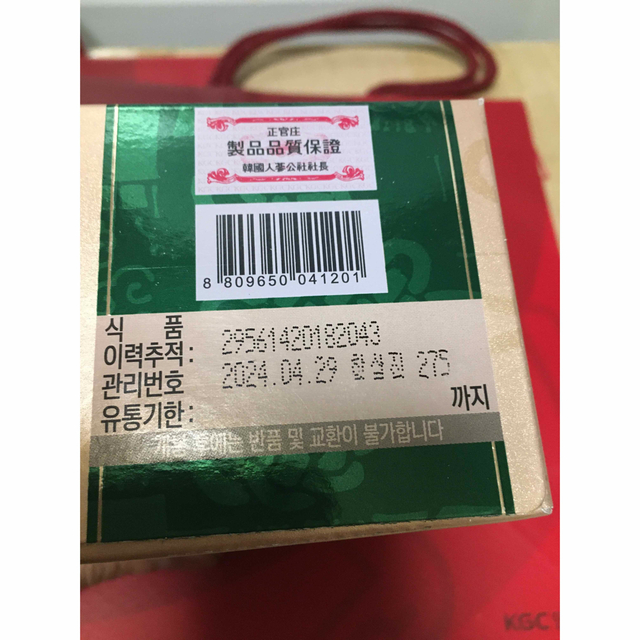 正官庄
製品品質保證
韓國人蔘公社社長
8 809650 041201
식 품
이력추적 : 29561420182043
관리번호 2024.04.29 275
유통기한 : 까지
개봉 후에는 반품 및 교환이 불가합니다
KGC